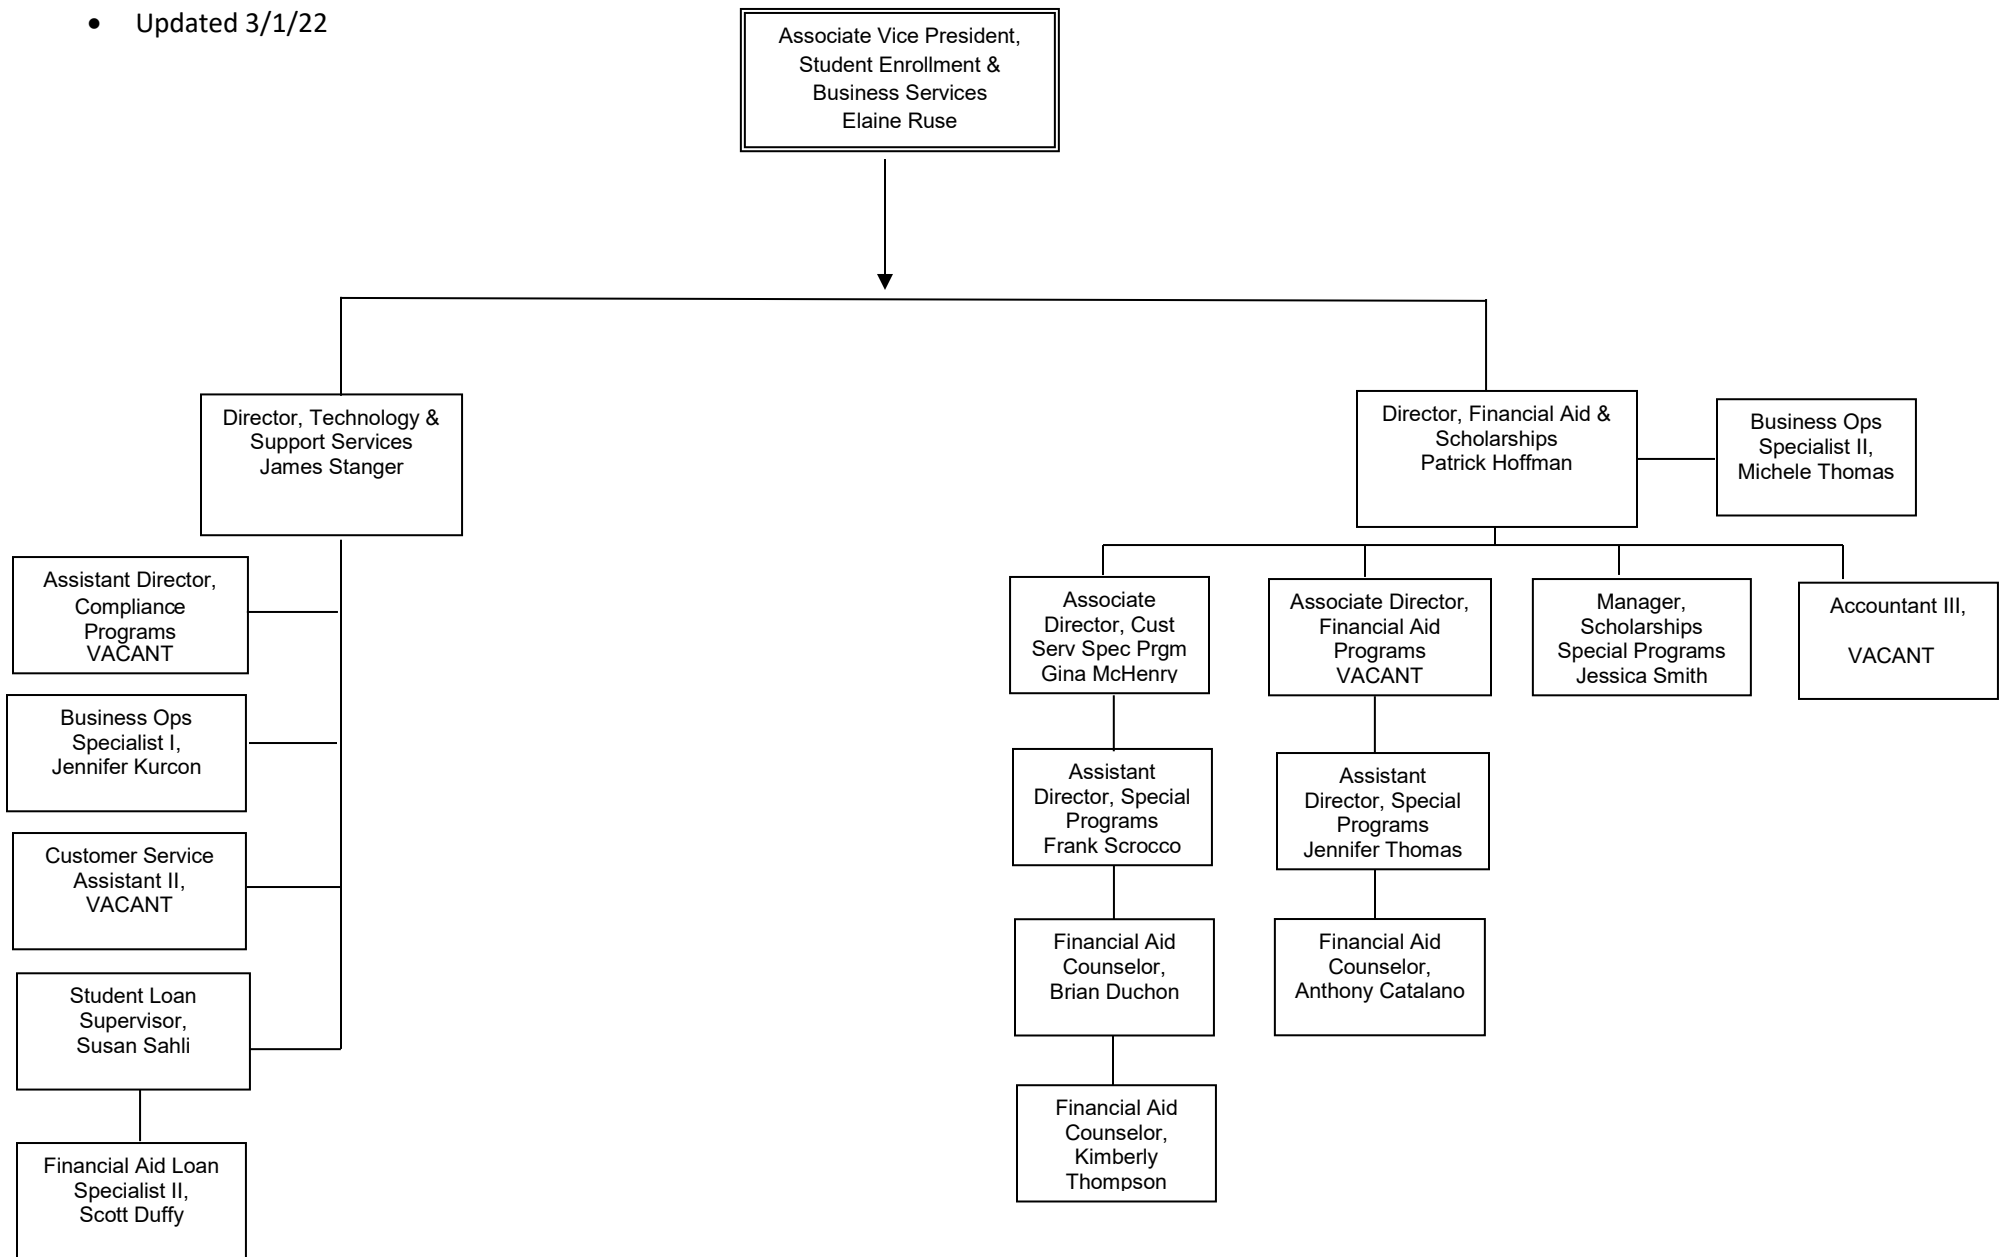 • Updated 3/1/22
Associate Vice President,
Student Enrollment &
Business Services
Elaine Ruse
Director, Technology &
Support Services
James Stanger
Director, Financial Aid &
Scholarships
Patrick Hoffman
Business Ops
Specialist II,
Michele Thomas
Assistant Director,
Compliance
Programs
VACANT
Business Ops
Specialist I,
Jennifer Kurcon
Customer Service
Assistant II,
VACANT
Student Loan
Supervisor,
Susan Sahli
Financial Aid Loan
Specialist II,
Scott Duffy
Associate
Director, Cust
Serv Spec Prgm
Gina McHenry
Assistant
Director, Special
Programs
Frank Scrocco
Financial Aid
Counselor,
Brian Duchon
Financial Aid
Counselor,
Kimberly
Thompson
Associate Director,
Financial Aid
Programs
VACANT
Assistant
Director, Special
Programs
Jennifer Thomas
Financial Aid
Counselor,
Anthony Catalano
Manager,
Scholarships
Special Programs
Jessica Smith
Accountant III,
VACANT